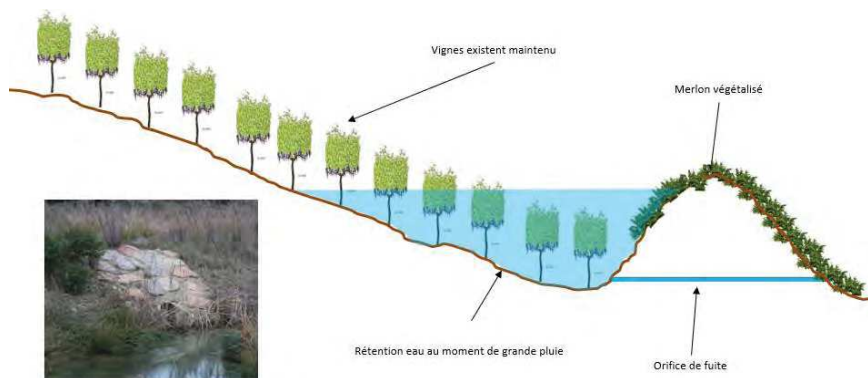 Vignes existent maintenu
Merlon végétalisé
Rétention eau au moment de grande pluie
Orifice de fuite